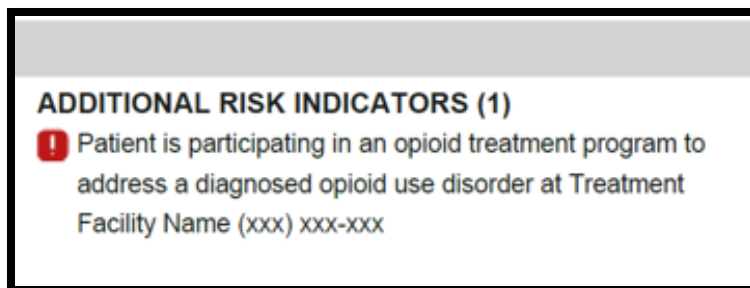 ADDITIONAL RISK INDICATORS (1)
Patient is participating in an opioid treatment program to
address a diagnosed opioid use disorder at Treatment
Facility Name (xxx) xxx-xxx